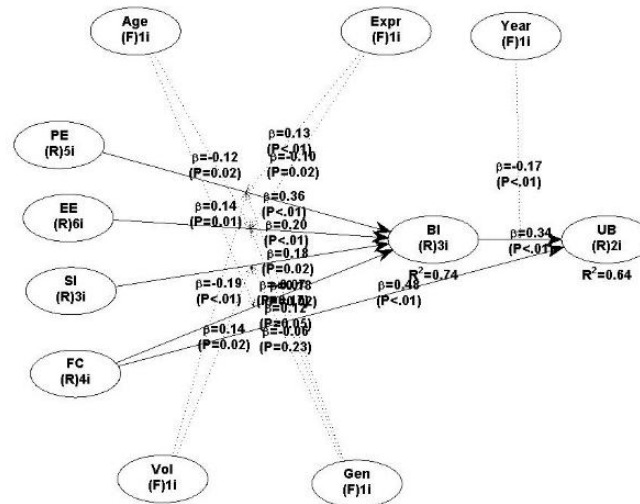 Age
(F)1i
Expr
(F)1i
Year
(F)1i
PE
(R)5i
β=0.13
(P<.01)
β=-0.12
(P=0.02)
β=-0.10
(P=0.02)
β=-0.17
(P<.01)
EE
(R)6i
β=0.14
(P=0.01)
β=0.36
(P<.01)
β=0.20
(P<.01)
BI
(R)3i
β=0.34
(P<.01)
UB
(R)2i
β=0.18
(P=0.02)
R²=0.74
R²=0.64
SI
(R)3i
β=-0.19
(P<.01)
β=0.48
(P<.01)
β=0.12
(P=0.05)
FC
(R)4i
β=0.14
(P=0.02)
β=-0.06
(P=0.23)
Vol
(F)1i
Gen
(F)1i